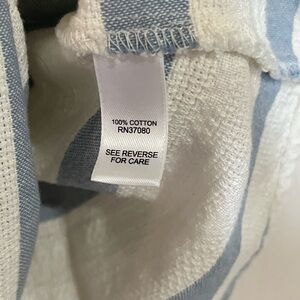 100% COTTON
RN37080
SEE REVERSE
FOR CARE